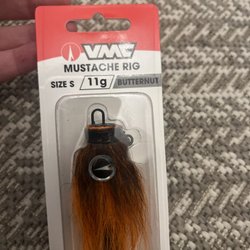 VMC
MUSTACHE RIG
SIZE S 11g BUTTERNUT